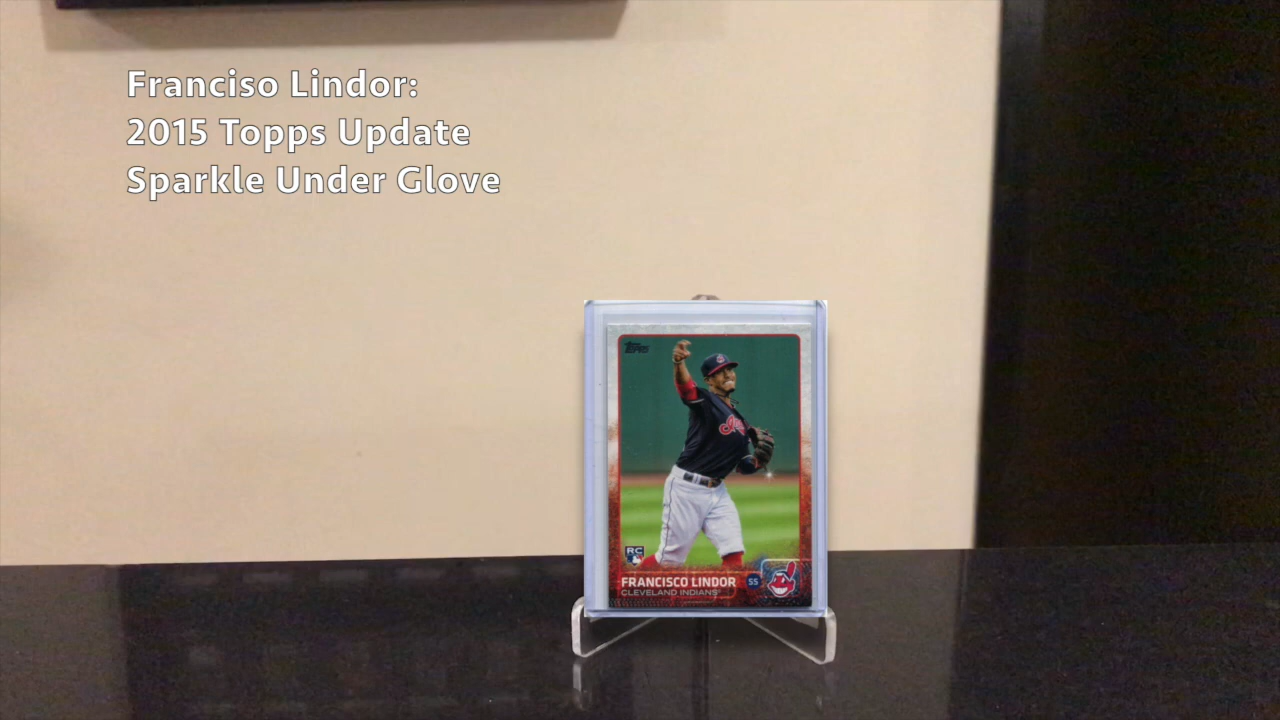 Franciso Lindor:
2015 Topps Update
Sparkle Under Glove
Topps
RC
FRANCISCO LINDOR SS
CLEVELAND INDIANS